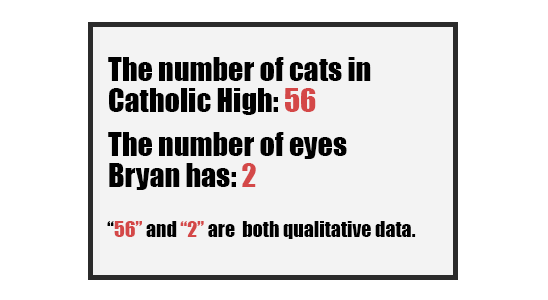 The number of cats in
Catholic High: 56
The number of eyes
Bryan has: 2
“56” and “2” are both qualitative data.